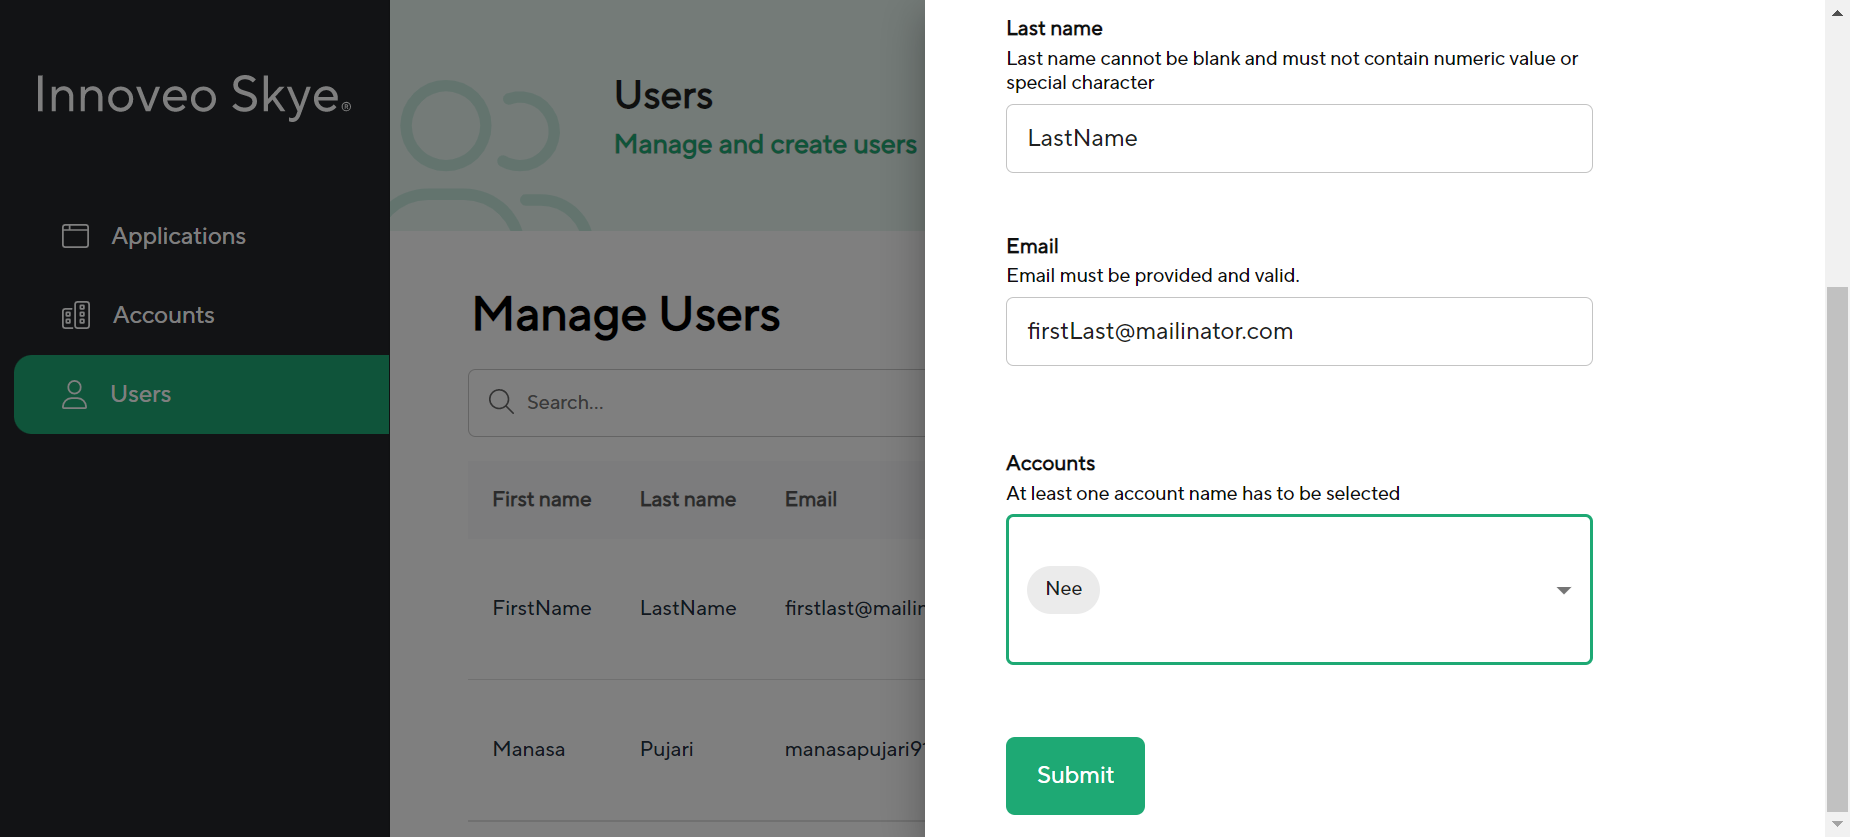 Innoveo Skye®
Applications
Accounts
Users
Users
Manage and create users
Manage Users
Search...
First name Last name Email
FirstName LastName firstlast@mailin
Manasa Pujari manasapujari9
Last name
Last name cannot be blank and must not contain numeric value or
special character
LastName
Email
Email must be provided and valid.
firstLast@mailinator.com
Accounts
At least one account name has to be selected
Nee
Submit